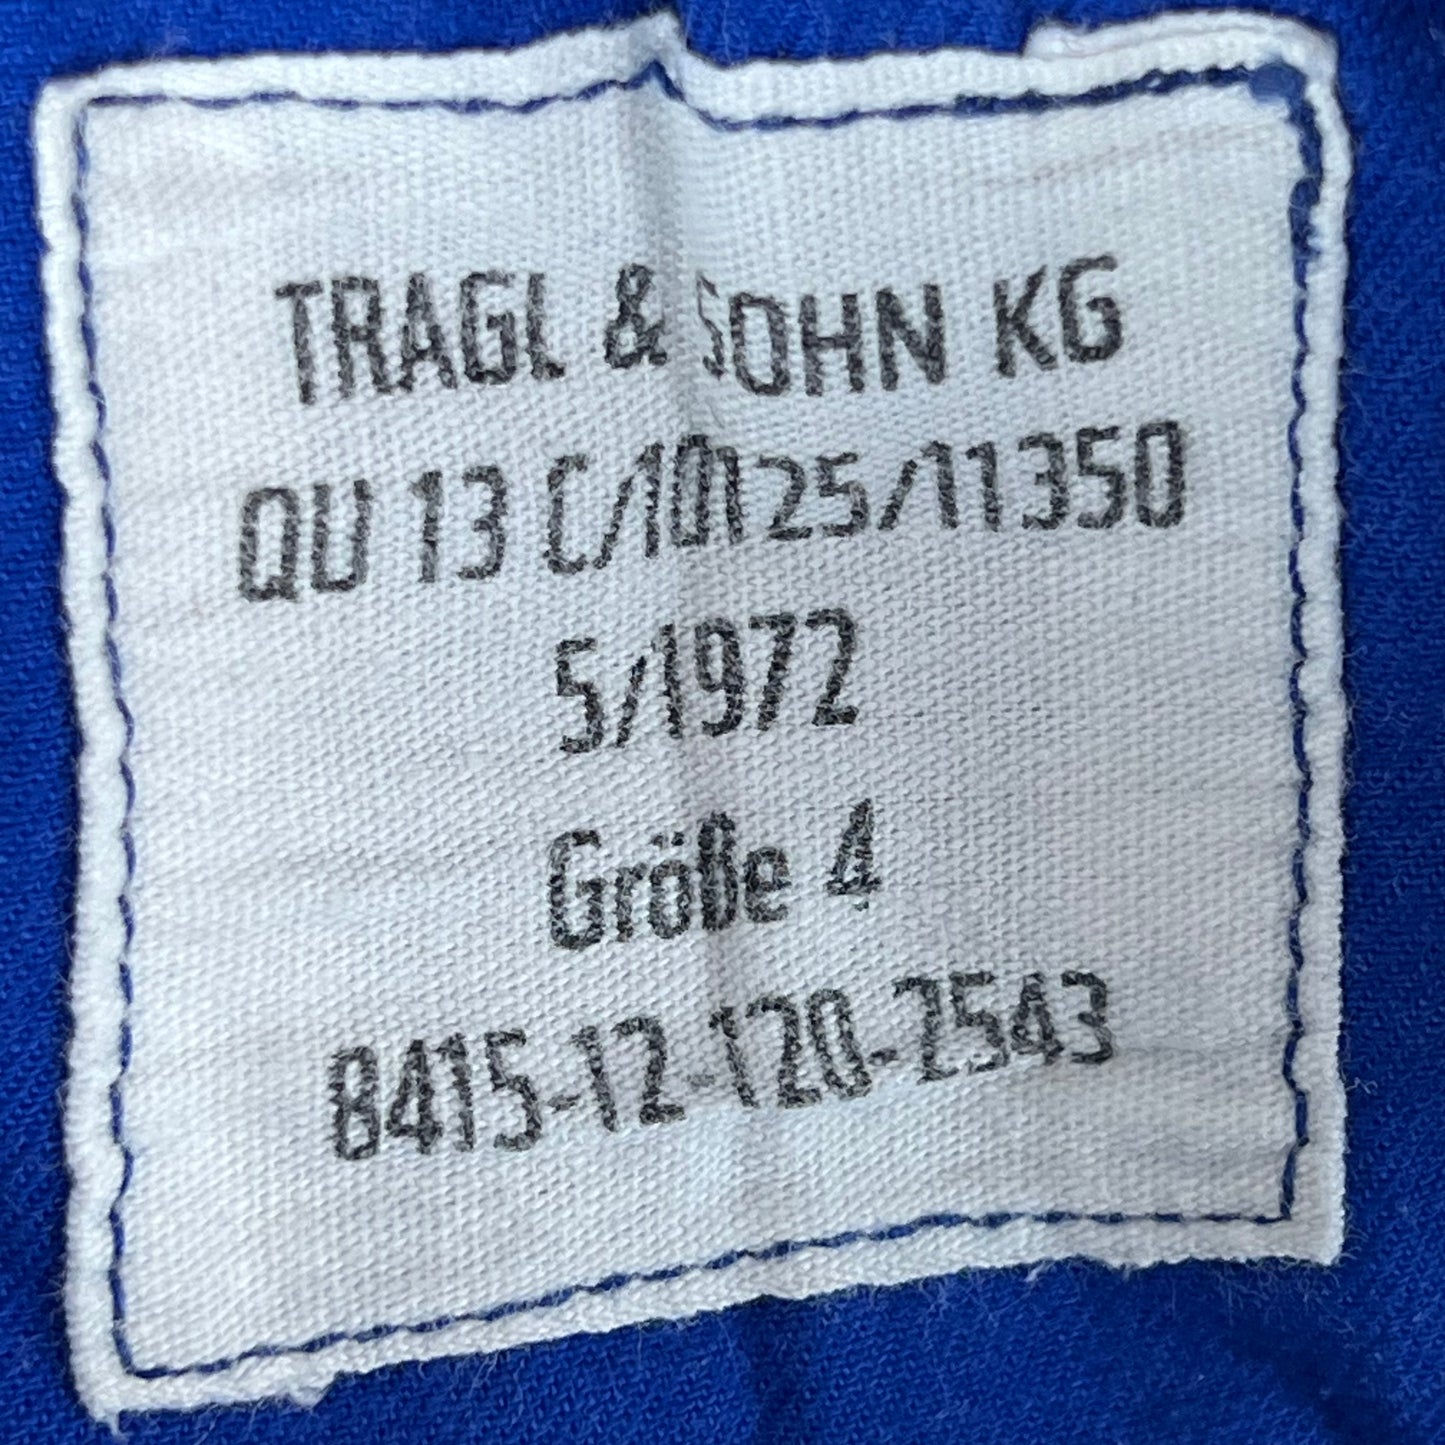 TRAGL & SOHN KG
QU 13 C/10125/11350
5/1972
Größe 4
8415-12-120-2543